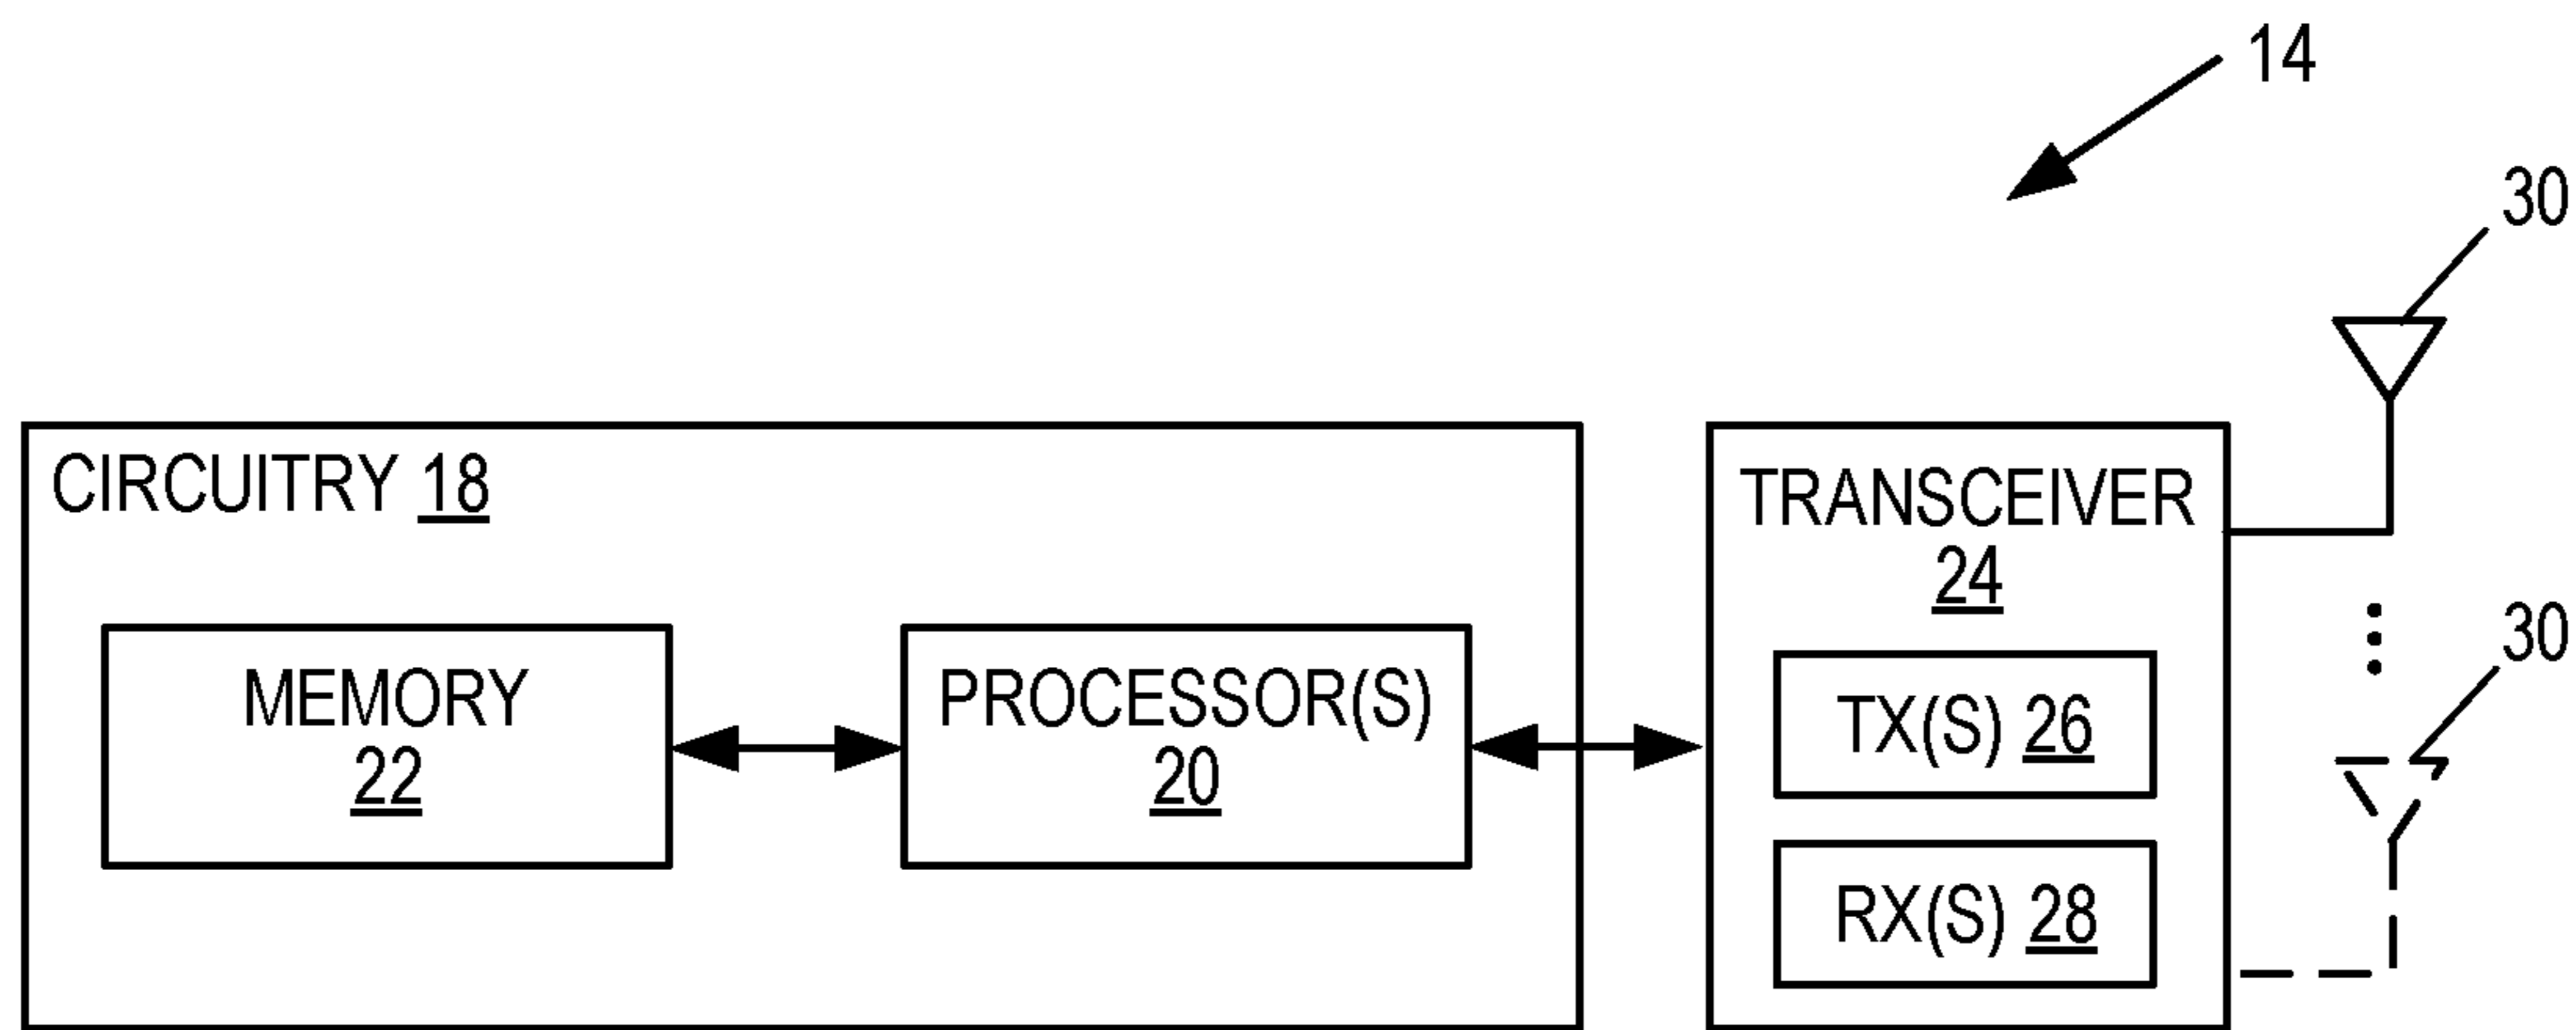 14
30
CIRCUITRY 18
TRANSCEIVER
24
30
MEMORY
22
PROCESSOR(S)
20
TX(S) 26
RX(S) 28